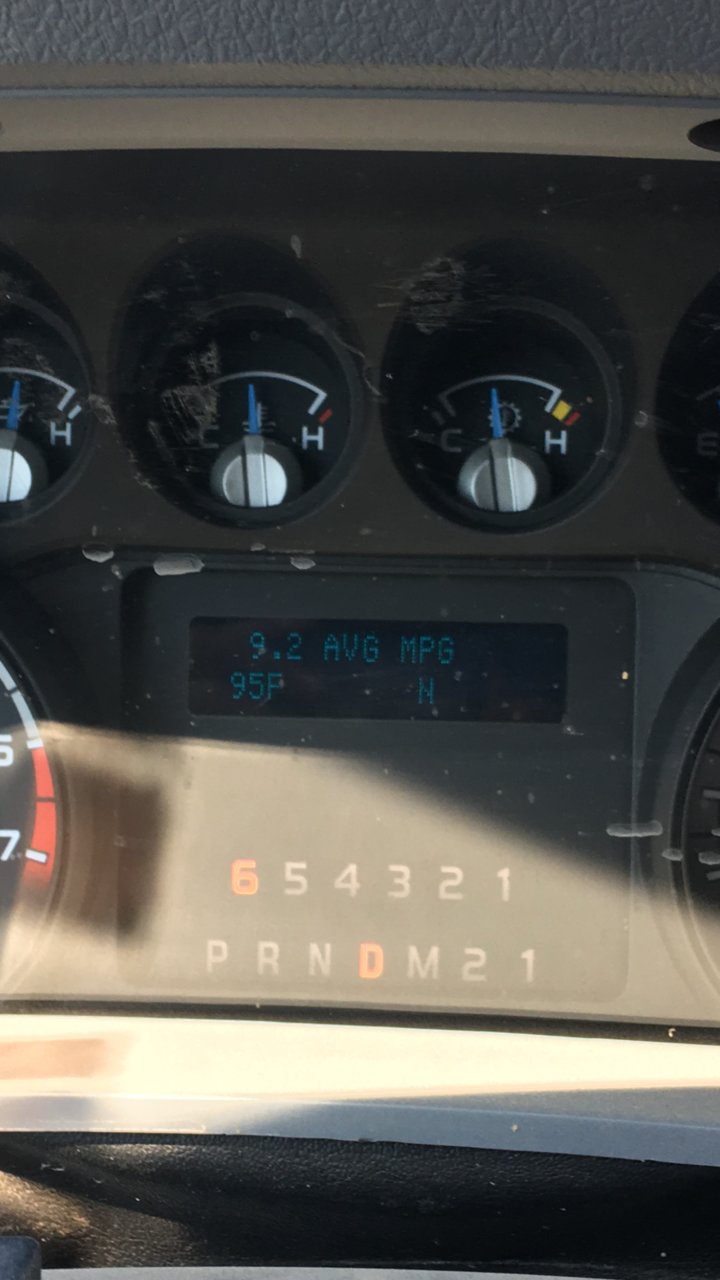 H
C H
C H
E
9.2 AVG MPG
95F N
6
7
6 5 4 3 2 1
P R N D M 2 1